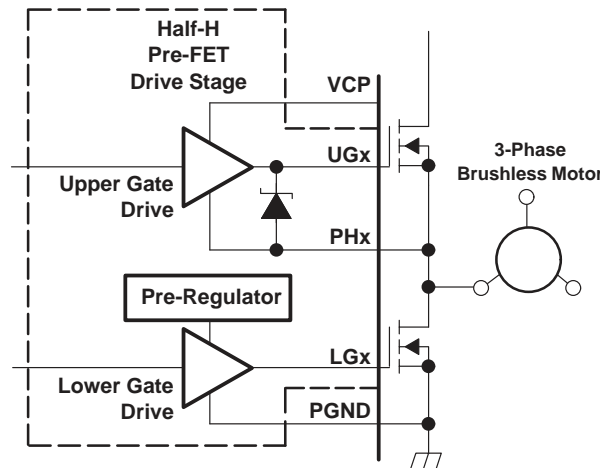 Half-H
Pre-FET
Drive Stage
VCP
UGx
Upper Gate
Drive
PHx
3-Phase
Brushless Motor
Pre-Regulator
LGx
Lower Gate
Drive
PGND